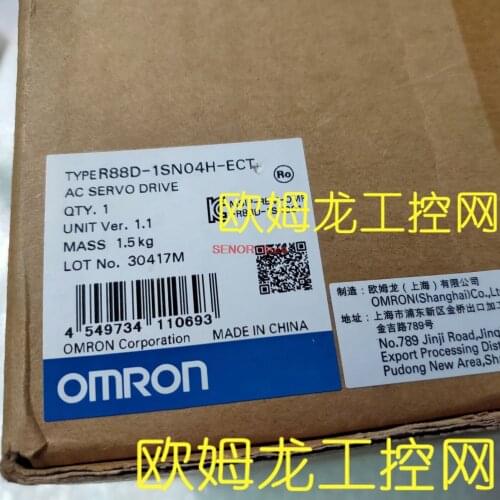 欧姆龙工控网
TYPE R88D-1SN04H-ECT
AC SERVO DRIVE
QTY. 1
UNIT Ver. 1.1
MASS 1.5kg
LOT No. 30417M
Ro
SENOR
4 549734 110693
OMRON Corporation
MADE IN CHINA
OMRON
制造：欧姆龙（上海）有限公司
OMRON(Shanghai)Co.,Lt
地址：上海市浦东新区金桥出口加
金吉路789号
No.789 Jinji Road,Jinq
Export Processing Dist
Pudong New Area,Sh
欧姆龙工控网